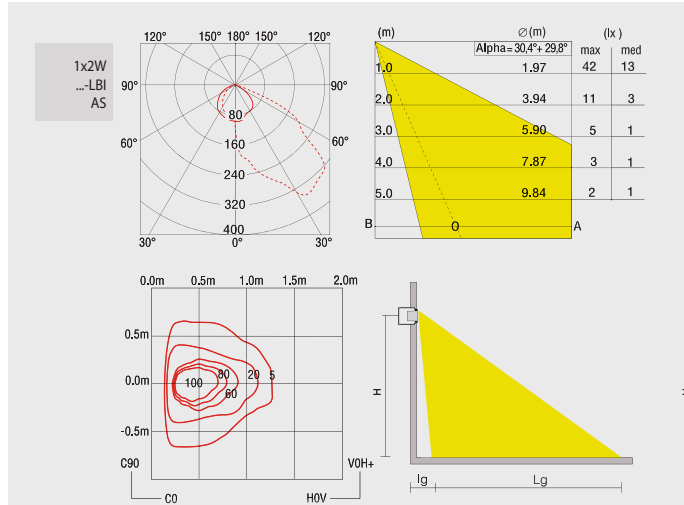 1x2W
...-LBI
AS
120° 150° 180° 150° 120°
90° 90°
80
60° 160 60°
240
320
400
30° 0° 30°
(m) Ø(m) (lx)
Alpha=30,4°+29,8° max med
1.0 1.97 42 13
2.0 3.94 11 3
3.0 5.90 5 1
4.0 7.87 3 1
5.0 9.84 2 1
B O A
0.0m 0.5m 1.0m 1.5m 2.0m
0.5m
0.0m 100 80 20 5
60
-0.5m
C90 V0H+
C0 H0V
H
Ig Lg